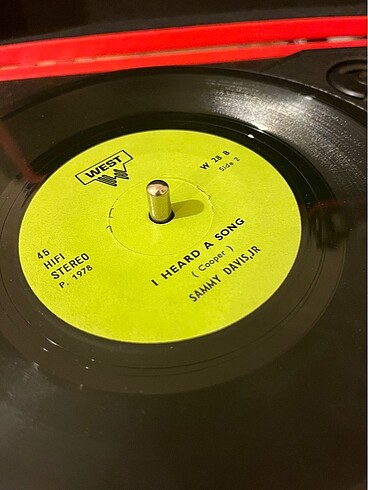 WEST
W 28 B
Side 2
45
HIFI
STEREO
P. 1978
I HEARD A SONG
( Cooper )
SAMMY DAVIS,JR